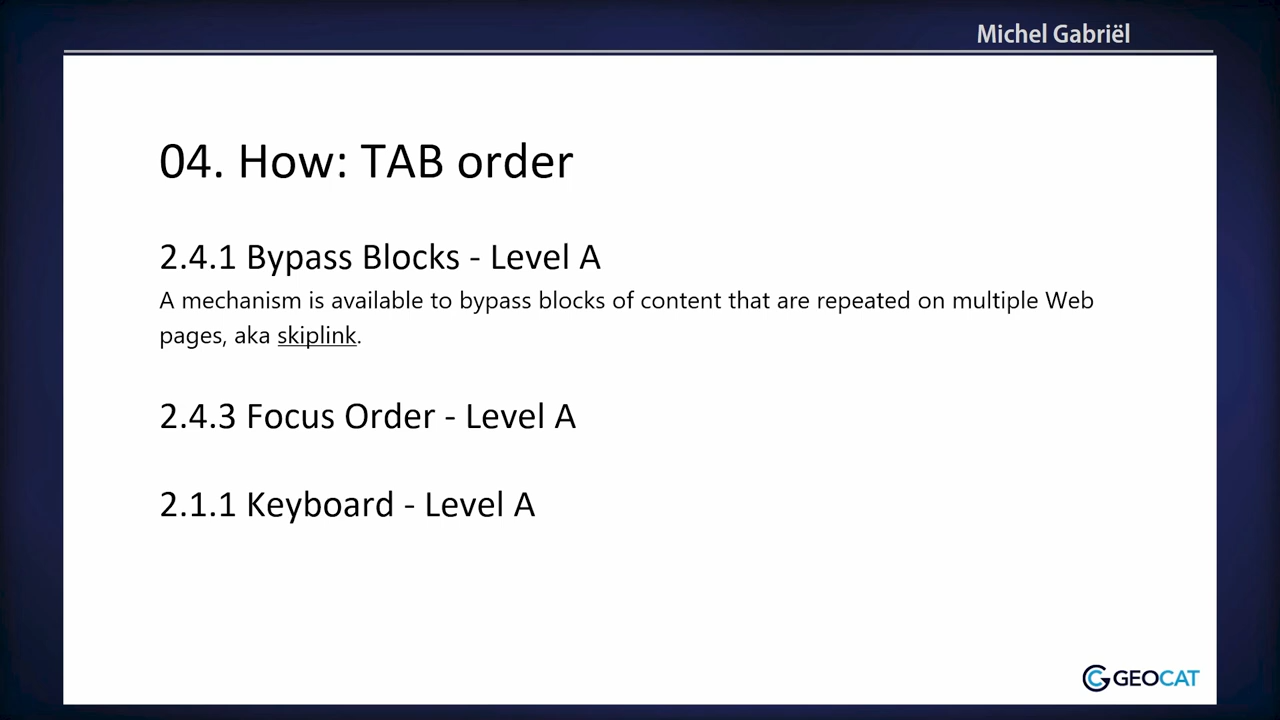 Michel Gabriël
04. How: TAB order
2.4.1 Bypass Blocks - Level A
A mechanism is available to bypass blocks of content that are repeated on multiple Web
pages, aka skiplink.
2.4.3 Focus Order - Level A
2.1.1 Keyboard - Level A
GEOCAT